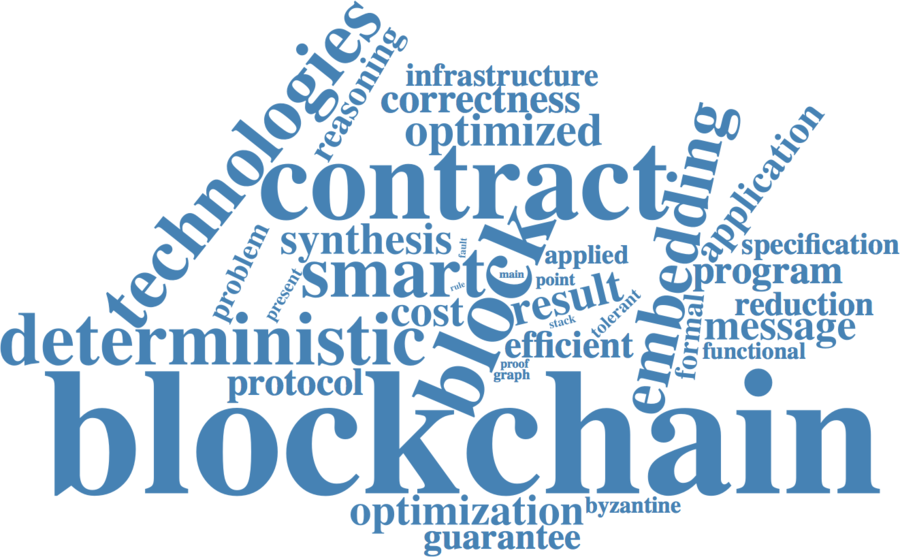 technologies
reasoning
infrastructure
correctness
optimized
contract
embedding
application
problem
present
synthesis
fault
smart
rule
main
block
applied
point
specification
program
cost
result
stack
tolerant
reduction
deterministic
efficient
formal
message
functional
proof
graph
protocol
blockchain
optimization
byzantine
guarantee